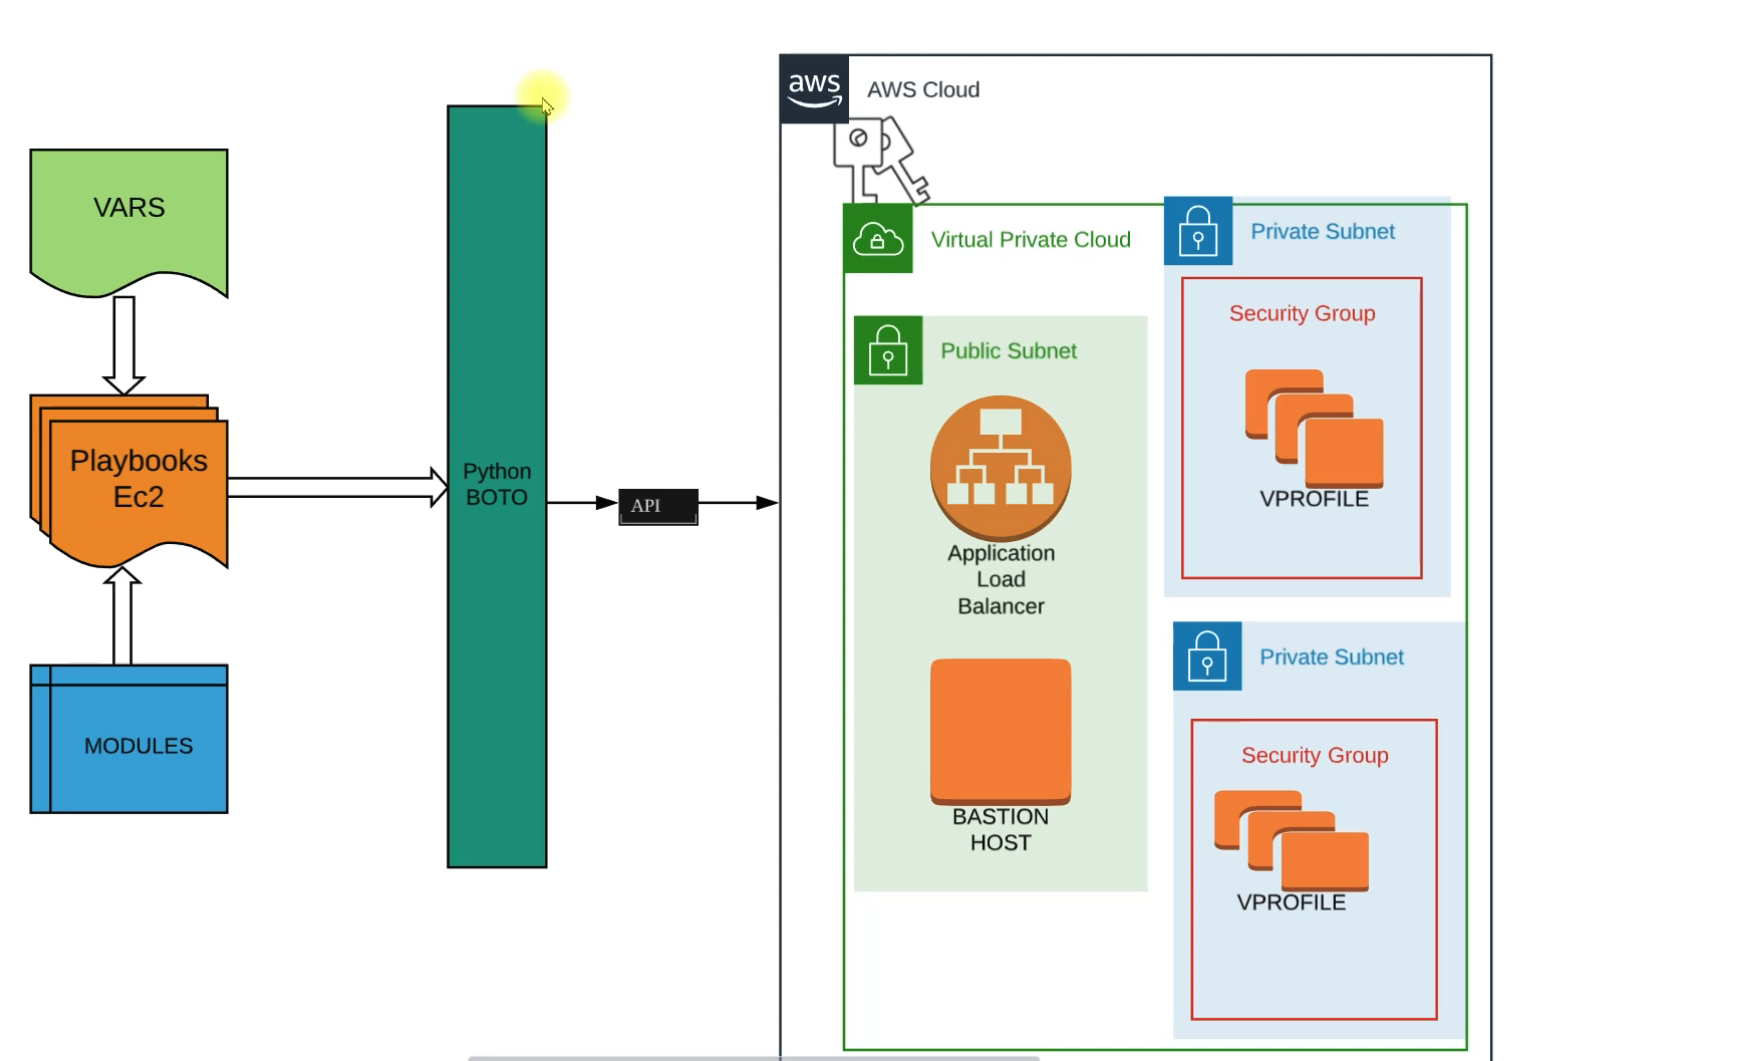 VARS
Playbooks
Ec2
MODULES
Python
BOTO
API
aws
AWS Cloud
Virtual Private Cloud
Public Subnet
Application
Load
Balancer
BASTION
HOST
Private Subnet
Security Group
VPROFILE
Private Subnet
Security Group
VPROFILE